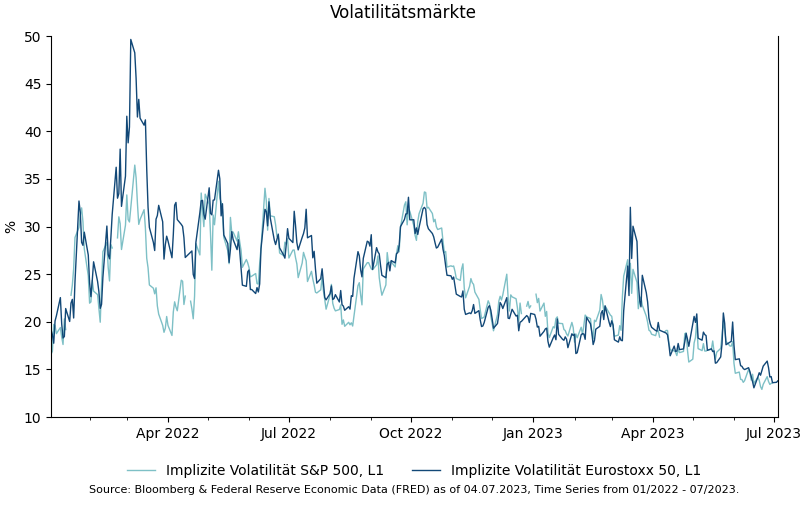 Volatilitätsmärkte
%
50
45
40
35
30
25
20
15
10
Apr 2022 Jul 2022 Oct 2022 Jan 2023 Apr 2023 Jul 2023
Implizite Volatilität S&P 500, L1 Implizite Volatilität Eurostoxx 50, L1
Source: Bloomberg & Federal Reserve Economic Data (FRED) as of 04.07.2023, Time Series from 01/2022 - 07/2023.